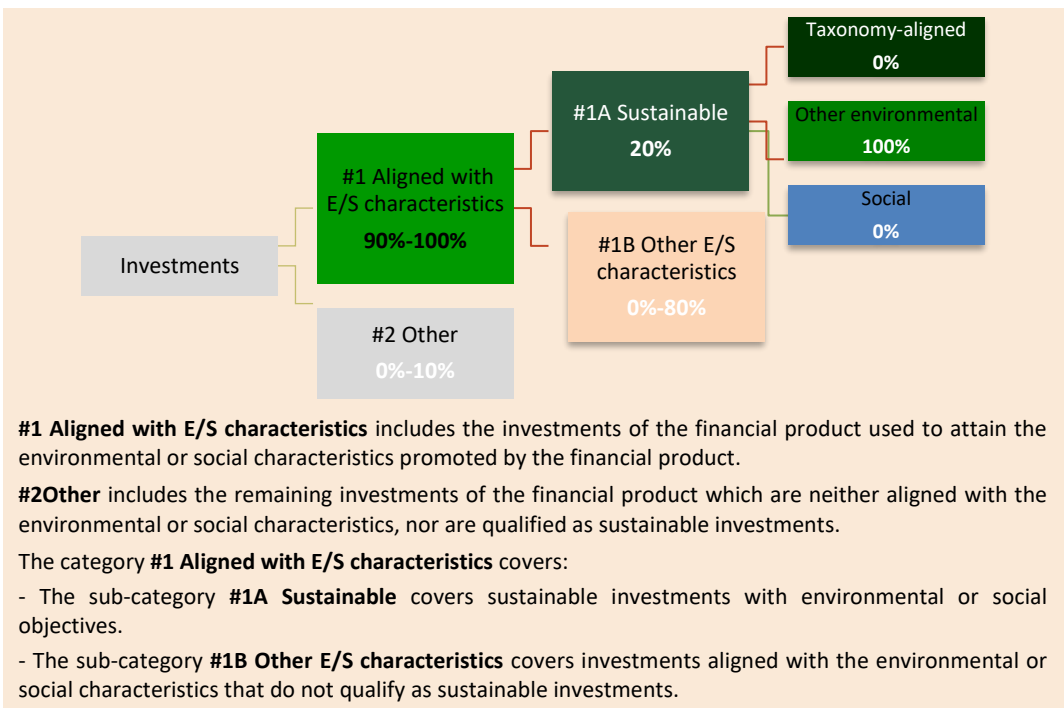 Taxonomy-aligned
0%
#1A Sustainable
20%
Other environmental
100%
#1 Aligned with
E/S characteristics
90%-100%
Social
0%
#1B Other E/S
characteristics
0%-80%
Investments
#2 Other
0%-10%
#1 Aligned with E/S characteristics includes the investments of the financial product used to attain the
environmental or social characteristics promoted by the financial product.
#2Other includes the remaining investments of the financial product which are neither aligned with the
environmental or social characteristics, nor are qualified as sustainable investments.
The category #1 Aligned with E/S characteristics covers:
- The sub-category #1A Sustainable covers sustainable investments with environmental or social
objectives.
- The sub-category #1B Other E/S characteristics covers investments aligned with the environmental or
social characteristics that do not qualify as sustainable investments.